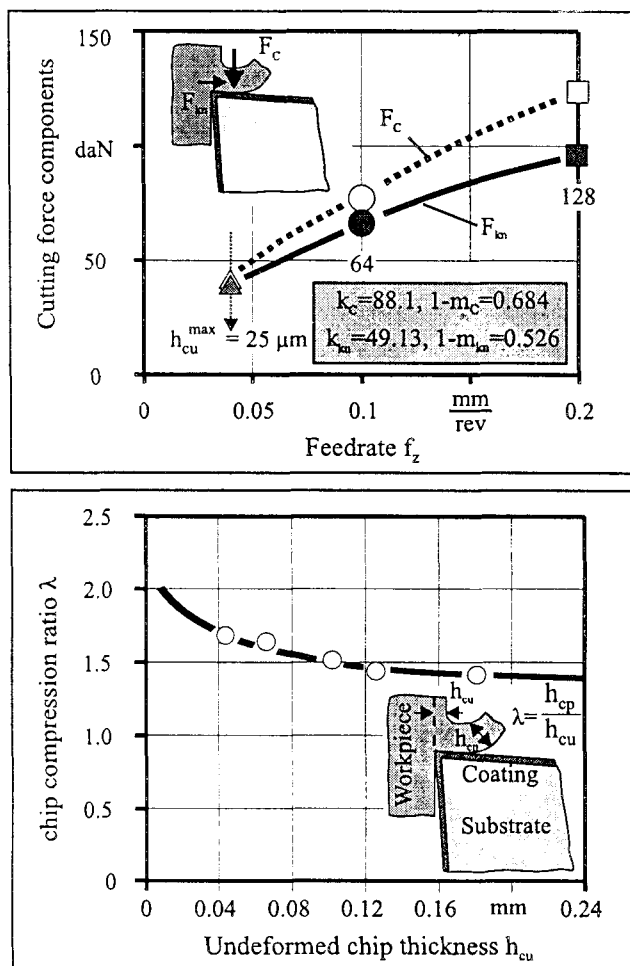 150
daN
50
0
Cutting force components
F_c
F_kn
F_c
F_kn
128
64
k_c=88.1, 1-m_c=0.684
k_kn=49.13, 1-m_kn=0.526
h_cu^max = 25 μm
0 0.05 0.1 mm/rev 0.2
Feedrate f_z
2.5
2.0
1.5
1.0
0.5
0
chip compression ratio λ
h_cu
h_cp
λ=h_cp/h_cu
Workpiece
Coating
Substrate
0 0.04 0.08 0.12 0.16 mm 0.24
Undeformed chip thickness h_cu